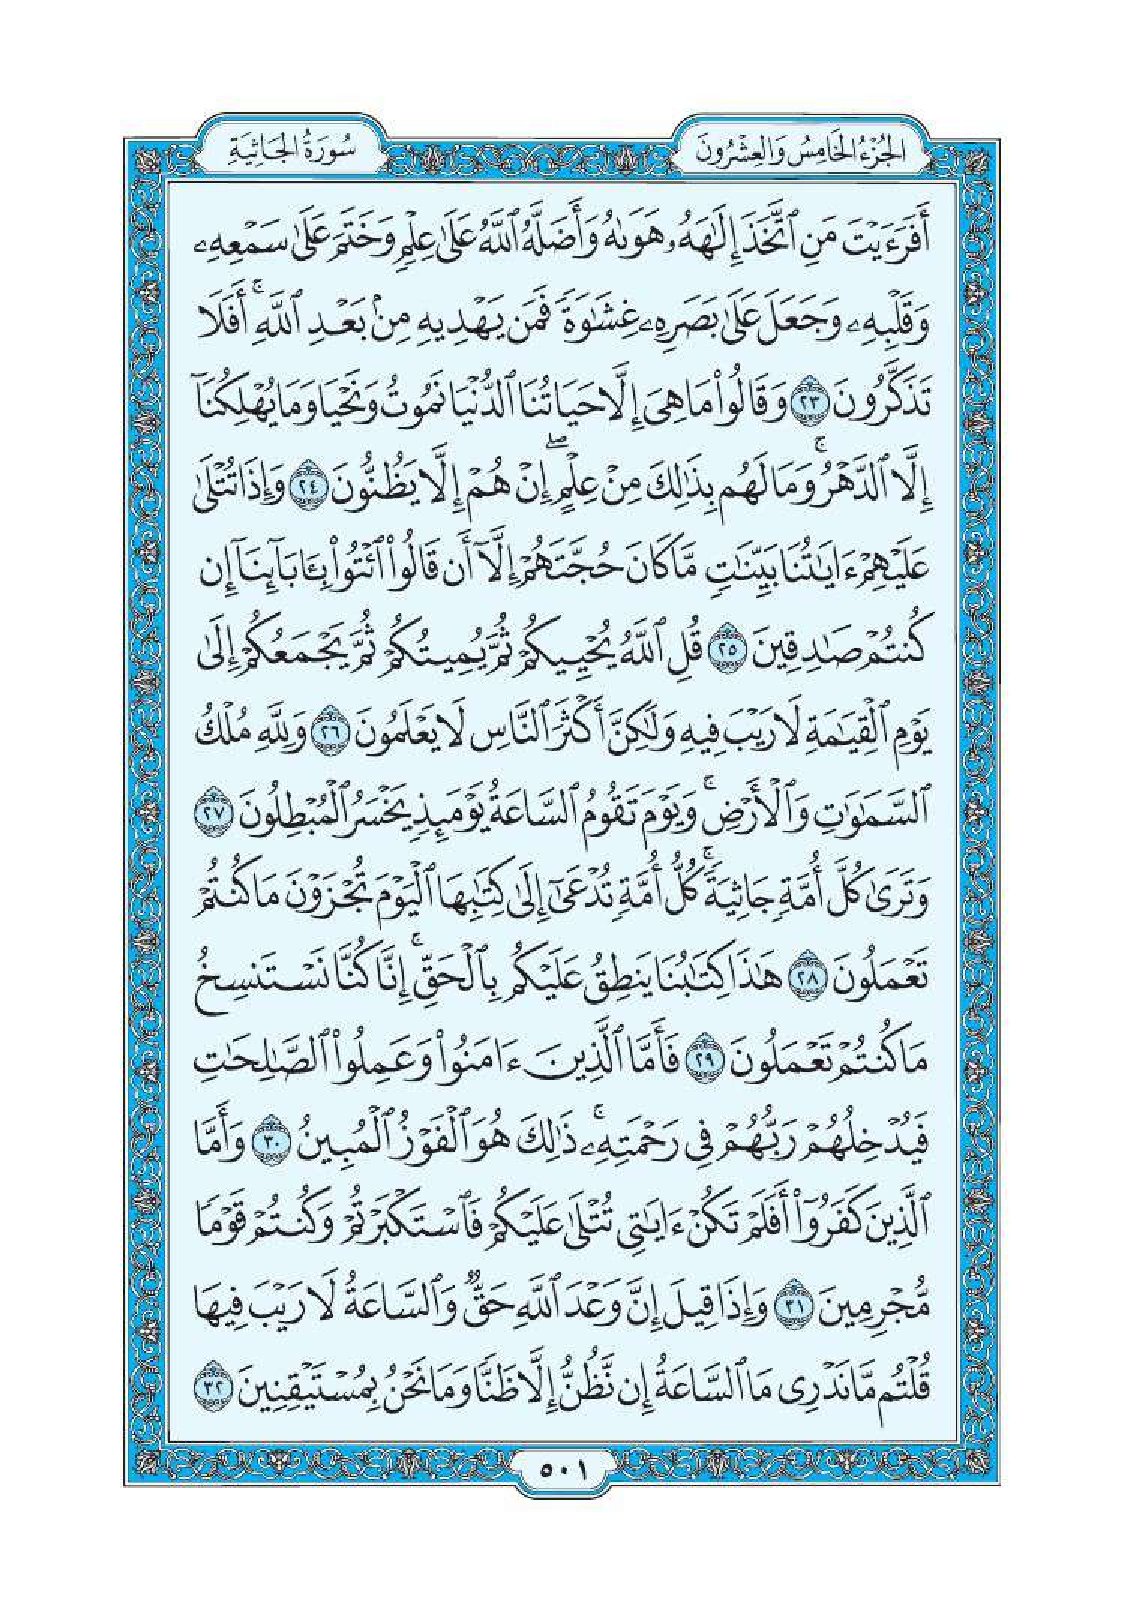 الجُزْءُ الخَامِسُ وَالعِشْرُونَ
سُورَةُ الجَاثِيَةِ
أَفَرَءَيْتَ مَنِ ٱتَّخَذَ إِلَٰهَهُۥ هَوَىٰهُ وَأَضَلَّهُ ٱللَّهُ عَلَىٰ عِلْمٍ وَخَتَمَ عَلَىٰ سَمْعِهِۦ
وَقَلْبِهِۦ وَجَعَلَ عَلَىٰ بَصَرِهِۦ غِشَٰوَةً فَمَن يَهْدِيهِ مِنۢ بَعْدِ ٱللَّهِ ۚ أَفَلَا
تَذَكَّرُونَ ٢٣ وَقَالُوا۟ مَا هِىَ إِلَّا حَيَاتُنَا ٱلدُّنْيَا نَمُوتُ وَنَحْيَا وَمَا يُهْلِكُنَآ
إِلَّا ٱلدَّهْرُ ۚ وَمَا لَهُم بِذَٰلِكَ مِنْ عِلْمٍ ۖ إِنْ هُمْ إِلَّا يَظُنُّونَ ٢٤ وَإِذَا تُتْلَىٰ
عَلَيْهِمْ ءَايَٰتُنَا بَيِّنَٰتٍ مَّا كَانَ حُجَّتَهُمْ إِلَّآ أَن قَالُوا۟ ٱئْتُوا۟ بِـَٔابَآئِنَآ إِن
كُنتُمْ صَٰدِقِينَ ٢٥ قُلِ ٱللَّهُ يُحْيِيكُمْ ثُمَّ يُمِيتُكُمْ ثُمَّ يَجْمَعُكُمْ إِلَىٰ
يَوْمِ ٱلْقِيَٰمَةِ لَا رَيْبَ فِيهِ وَلَٰكِنَّ أَكْثَرَ ٱلنَّاسِ لَا يَعْلَمُونَ ٢٦ وَلِلَّهِ مُلْكُ
ٱلسَّمَٰوَٰتِ وَٱلْأَرْضِ ۚ وَيَوْمَ تَقُومُ ٱلسَّاعَةُ يَوْمَئِذٍ يَخْسَرُ ٱلْمُبْطِلُونَ ٢٧
وَتَرَىٰ كُلَّ أُمَّةٍ جَاثِيَةً ۚ كُلُّ أُمَّةٍ تُدْعَىٰٓ إِلَىٰ كِتَٰبِهَا ٱلْيَوْمَ تُجْزَوْنَ مَا كُنتُمْ
تَعْمَلُونَ ٢٨ هَٰذَا كِتَٰبُنَا يَنطِقُ عَلَيْكُم بِٱلْحَقِّ ۚ إِنَّا كُنَّا نَسْتَنسِخُ
مَا كُنتُمْ تَعْمَلُونَ ٢٩ فَأَمَّا ٱلَّذِينَ ءَامَنُوا۟ وَعَمِلُوا۟ ٱلصَّٰلِحَٰتِ
فَيُدْخِلُهُمْ رَبُّهُمْ فِى رَحْمَتِهِۦ ۚ ذَٰلِكَ هُوَ ٱلْفَوْزُ ٱلْمُبِينُ ٣٠ وَأَمَّا
ٱلَّذِينَ كَفَرُوٓا۟ أَفَلَمْ تَكُنْ ءَايَٰتِى تُتْلَىٰ عَلَيْكُمْ فَٱسْتَكْبَرْتُمْ وَكُنتُمْ قَوْمًا
مُّجْرِمِينَ ٣١ وَإِذَا قِيلَ إِنَّ وَعْدَ ٱللَّهِ حَقٌّ وَٱلسَّاعَةُ لَا رَيْبَ فِيهَا
قُلْتُم مَّا نَدْرِى مَا ٱلسَّاعَةُ إِن نَّظُنُّ إِلَّا ظَنًّا وَمَا نَحْنُ بِمُسْتَيْقِنِينَ ٣٢
٥٠١